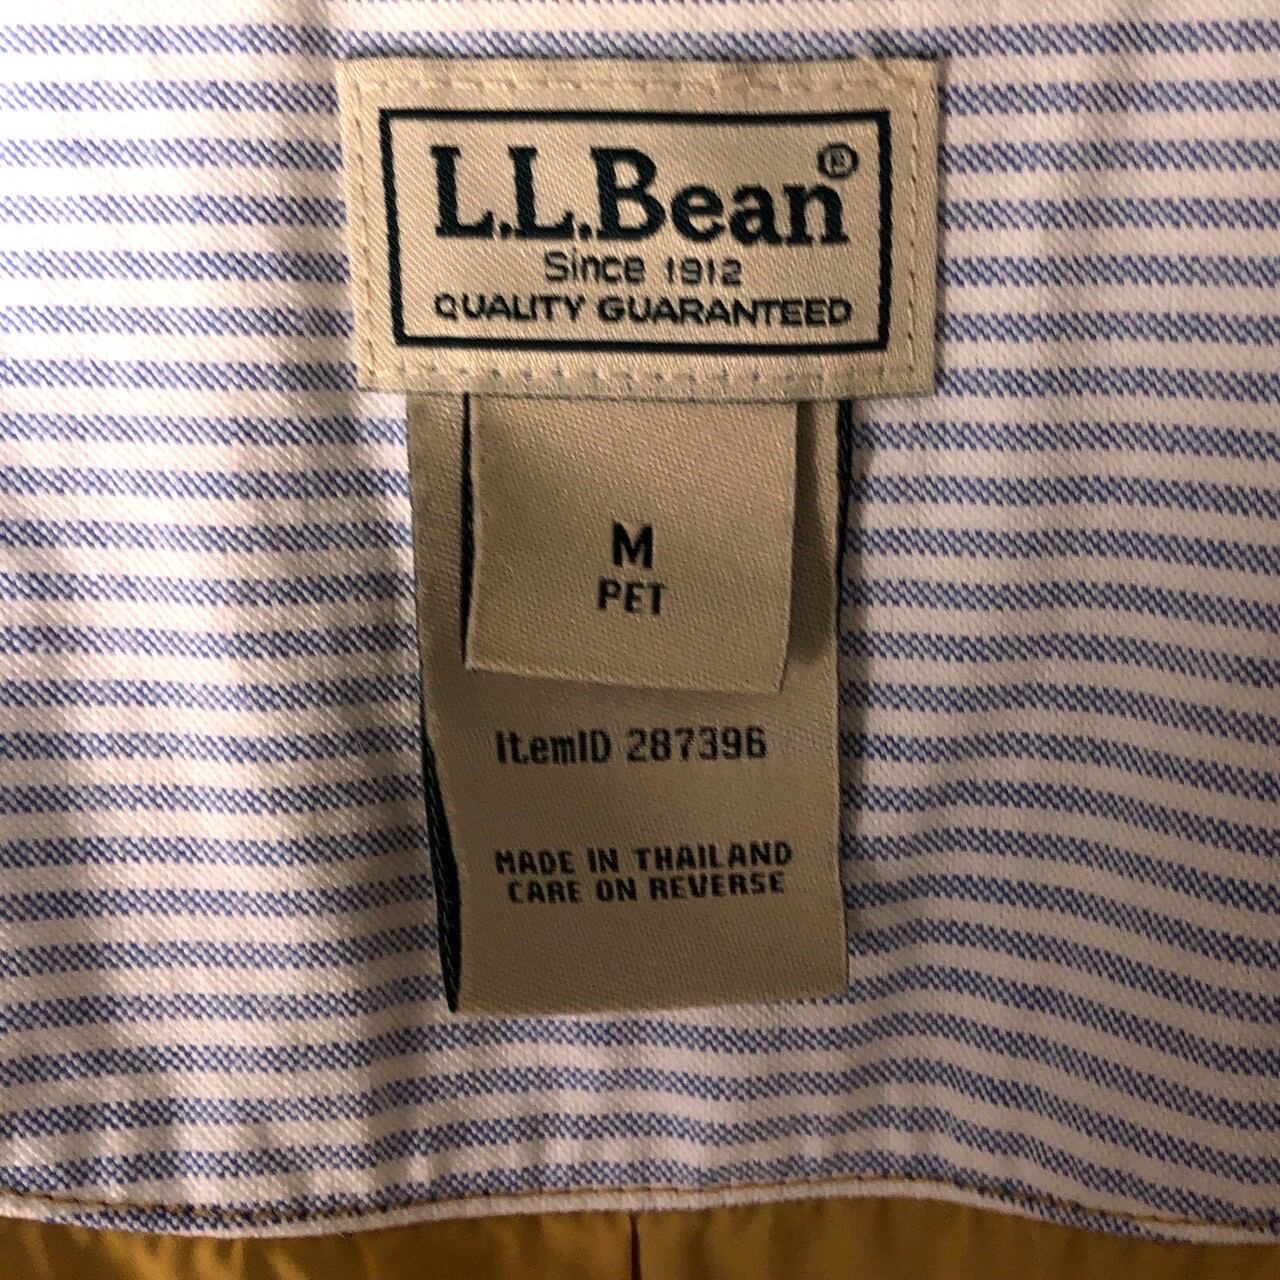 L.L.Bean®
Since 1912
QUALITY GUARANTEED
M
PET
ItemID 287396
MADE IN THAILAND
CARE ON REVERSE